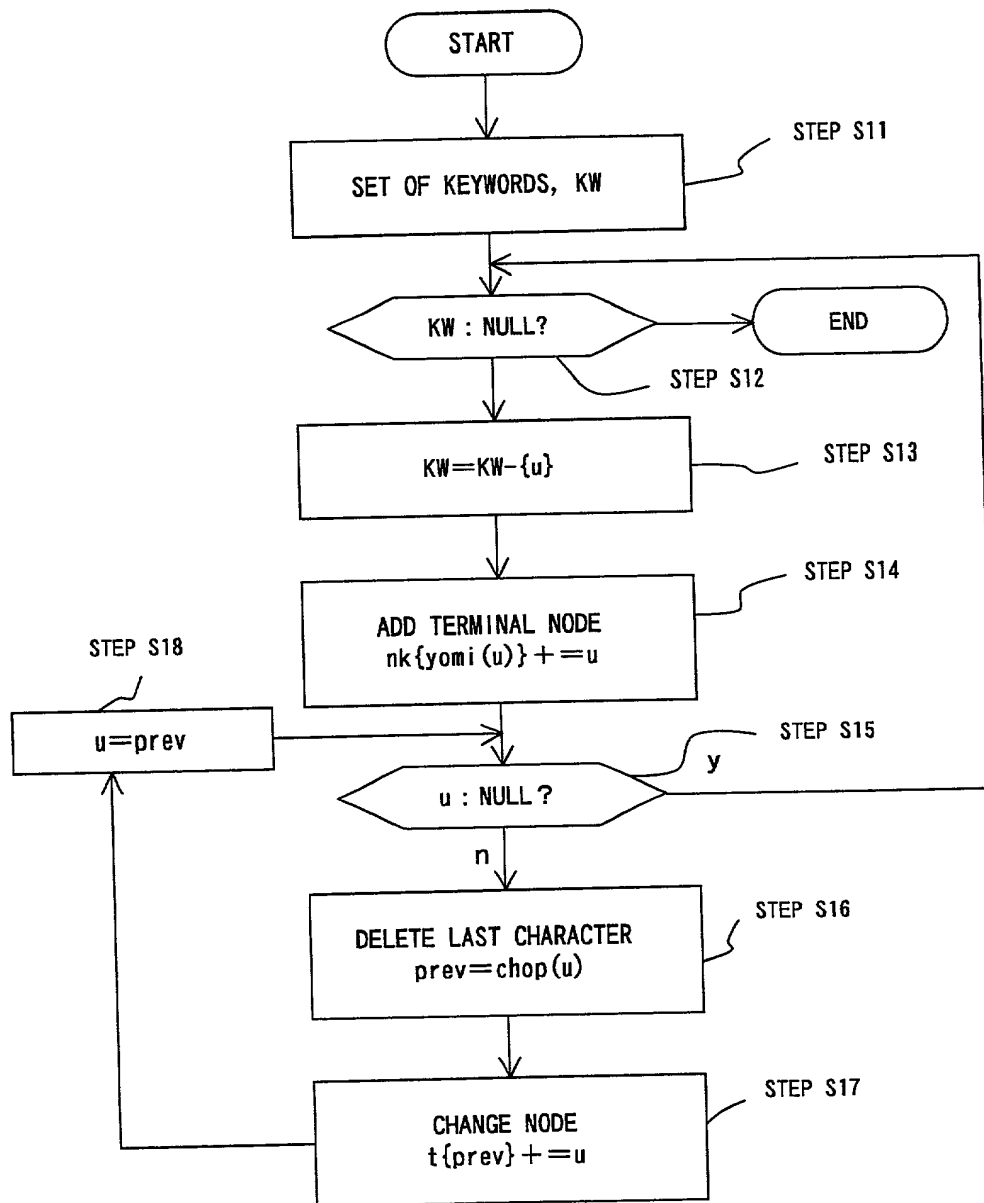 START
STEP S11
SET OF KEYWORDS, KW
KW : NULL?
END
STEP S12
KW=KW-{u}
STEP S13
STEP S14
ADD TERMINAL NODE
nk{yomi(u)}+=u
STEP S18
u=prev
STEP S15
u : NULL?
y
n
STEP S16
DELETE LAST CHARACTER
prev=chop(u)
STEP S17
CHANGE NODE
t{prev}+=u